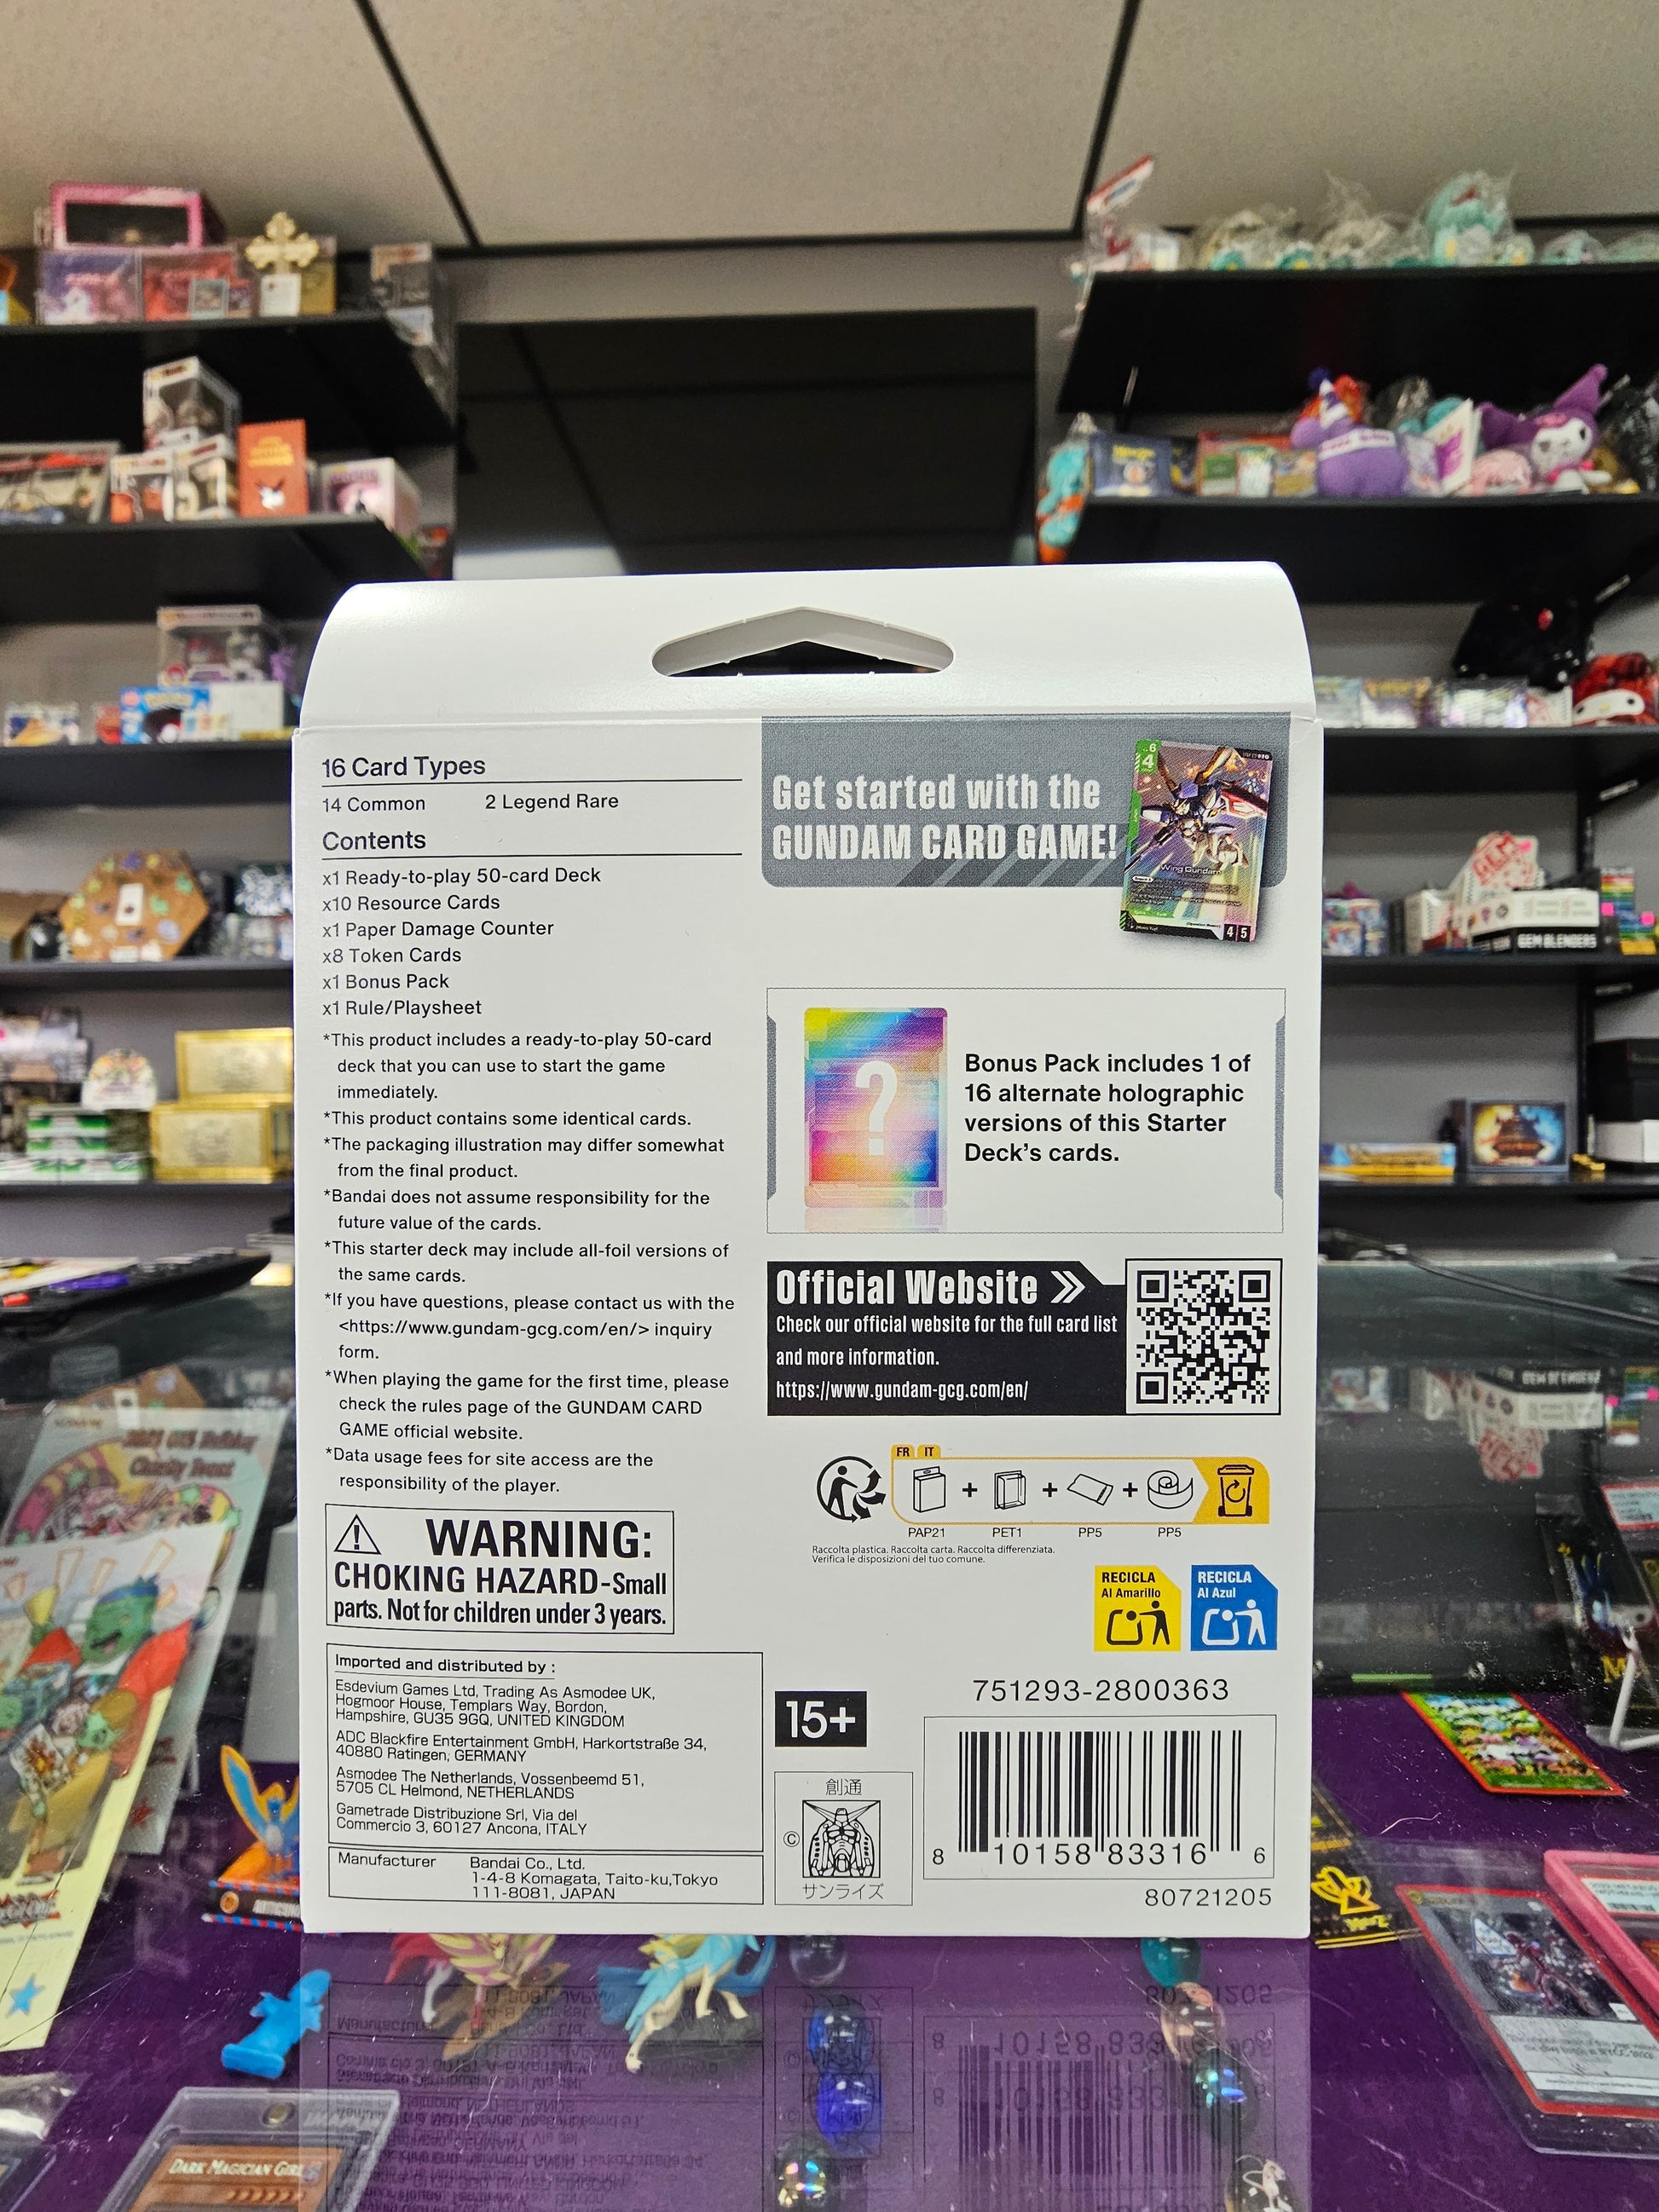 16 Card Types
14 Common 2 Legend Rare
Contents
x1 Ready-to-play 50-card Deck
x10 Resource Cards
x1 Paper Damage Counter
x8 Token Cards
x1 Bonus Pack
x1 Rule/Playsheet
*This product includes a ready-to-play 50-card
deck that you can use to start the game
immediately.
*This product contains some identical cards.
*The packaging illustration may differ somewhat
from the final product.
*Bandai does not assume responsibility for the
future value of the cards.
*This starter deck may include all-foil versions of
the same cards.
*If you have questions, please contact us with the
<https://www.gundam-gcg.com/en/> inquiry
form.
*When playing the game for the first time, please
check the rules page of the GUNDAM CARD
GAME official website.
*Data usage fees for site access are the
responsibility of the player.
WARNING:
CHOKING HAZARD-Small
parts. Not for children under 3 years.
Imported and distributed by :
Esdevium Games Ltd, Trading As Asmodee UK,
Hogmoor House, Templars Way, Bordon,
Hampshire, GU35 9GQ, UNITED KINGDOM
ADC Blackfire Entertainment GmbH, Harkortstraße 34,
40880 Ratingen, GERMANY
Asmodee The Netherlands, Vossenbeemd 51,
5705 CL Helmond, NETHERLANDS
Gametrade Distribuzione Srl, Via del
Commercio 3, 60127 Ancona, ITALY
Manufacturer Bandai Co., Ltd.
1-4-8 Komagata, Taito-ku,Tokyo
111-8081, JAPAN
Get started with the
GUNDAM CARD GAME!
6
4
Wing Gundam
4 5
?
Bonus Pack includes 1 of
16 alternate holographic
versions of this Starter
Deck's cards.
Official Website
Check our official website for the full card list
and more information.
https://www.gundam-gcg.com/en/
FR IT
+ + +
PAP21 PET1 PP5 PP5
Raccolta plastica. Raccolta carta. Raccolta differenziata.
Verifica le disposizioni del tuo comune.
RECICLA
Al Amarillo
RECICLA
Al Azul
15+
751293-2800363
創通
©
サンライズ
8 10158 83316 6
80721205
GEM BLENDERS
DARK MAGICIAN GIRL